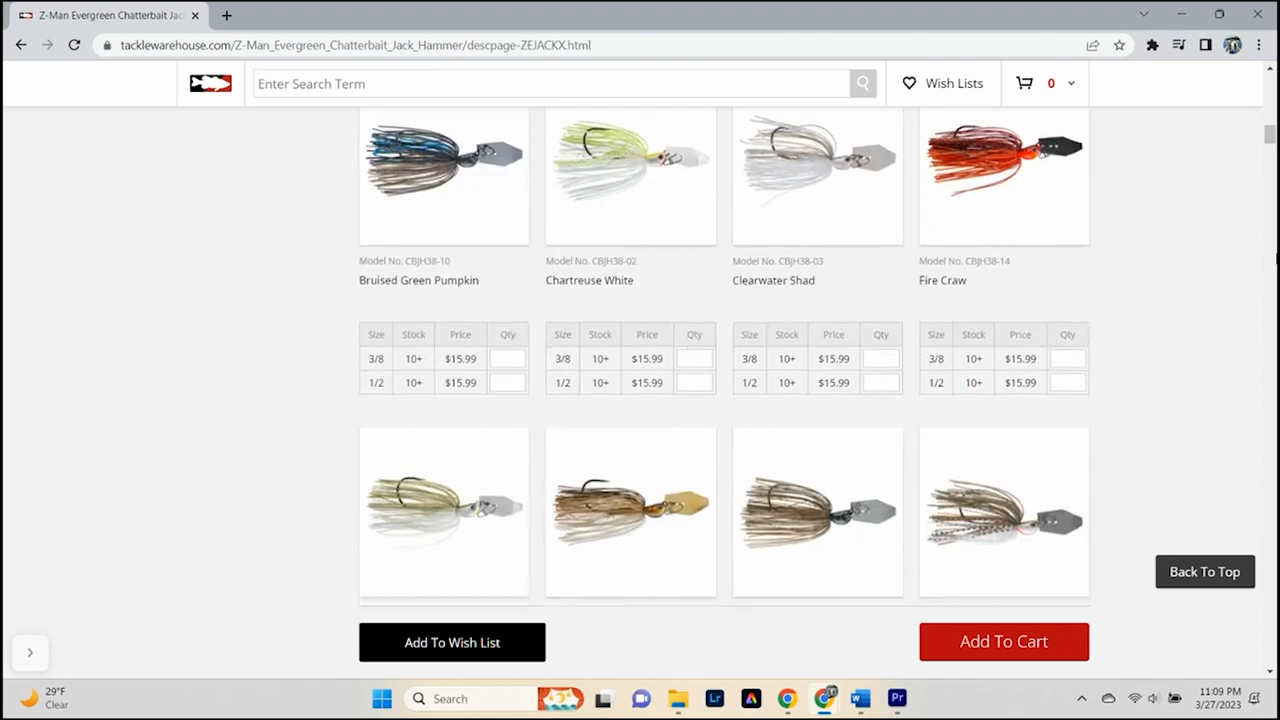 Z-Man Evergreen Chatterbait Jac
tacklewarehouse.com/Z-Man_Evergreen_Chatterbait_Jack_Hammer/descpage-ZEJACKX.html
Enter Search Term
Wish Lists
0
Model No. CBJH38-10
Bruised Green Pumpkin
Model No. CBJH38-02
Chartreuse White
Model No. CBJH38-03
Clearwater Shad
Model No. CBJH38-14
Fire Craw
Size Stock Price Qty
3/8 10+ $15.99
1/2 10+ $15.99
Size Stock Price Qty
3/8 10+ $15.99
1/2 10+ $15.99
Size Stock Price Qty
3/8 10+ $15.99
1/2 10+ $15.99
Size Stock Price Qty
3/8 10+ $15.99
1/2 10+ $15.99
Back To Top
Add To Wish List
Add To Cart
29°F
Clear
Search
Lr
W
Pr
11:09 PM
3/27/2023